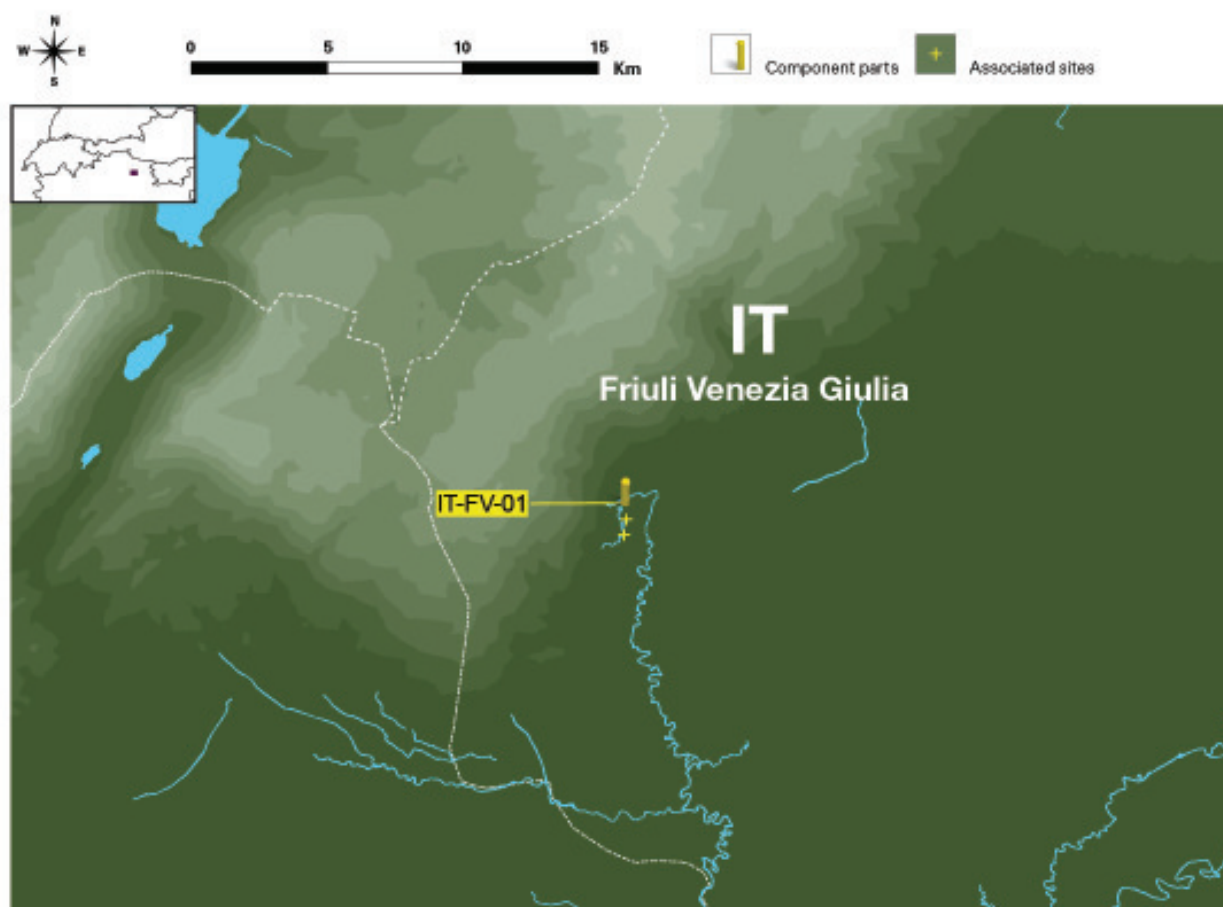 N
W E
S
0 5 10 15
Km
Component parts
Associated sites
IT
Friuli Venezia Giulia
IT-FV-01